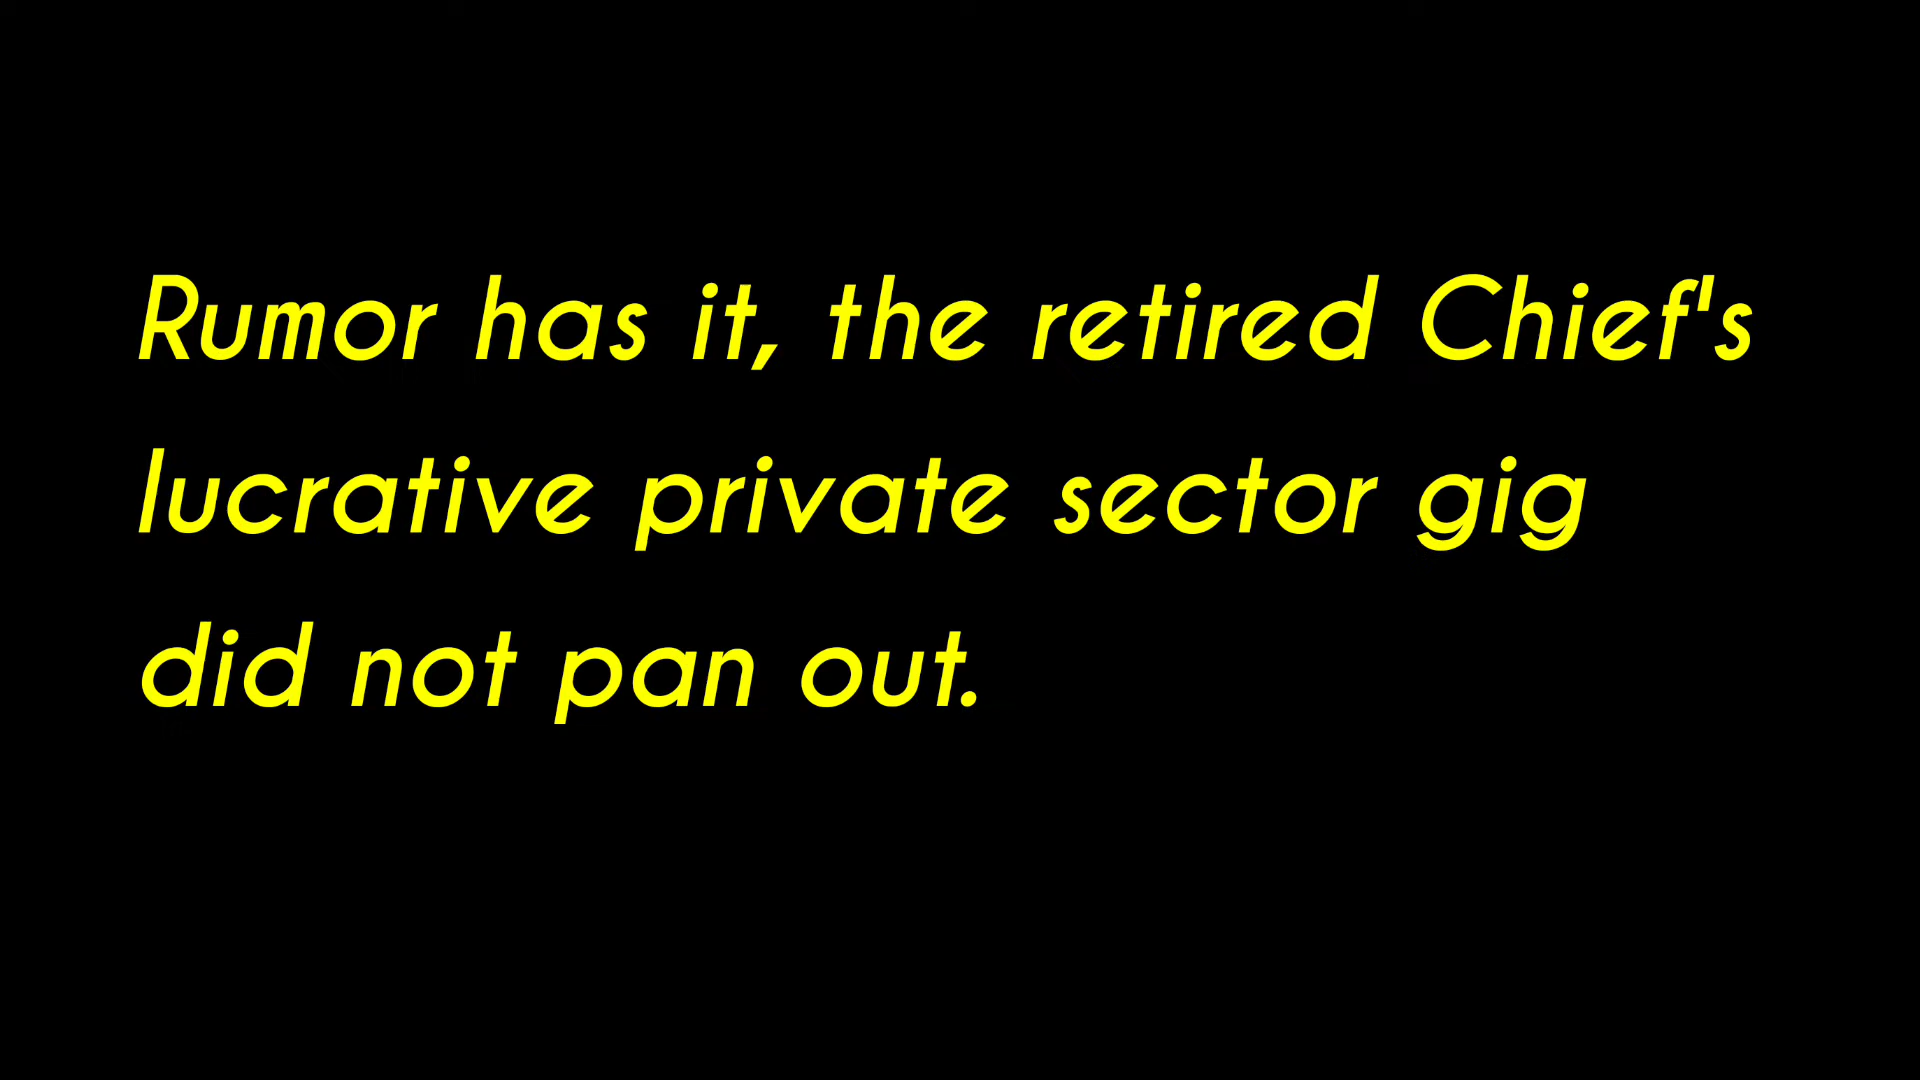 Rumor has it, the retired Chief's
lucrative private sector gig
did not pan out.